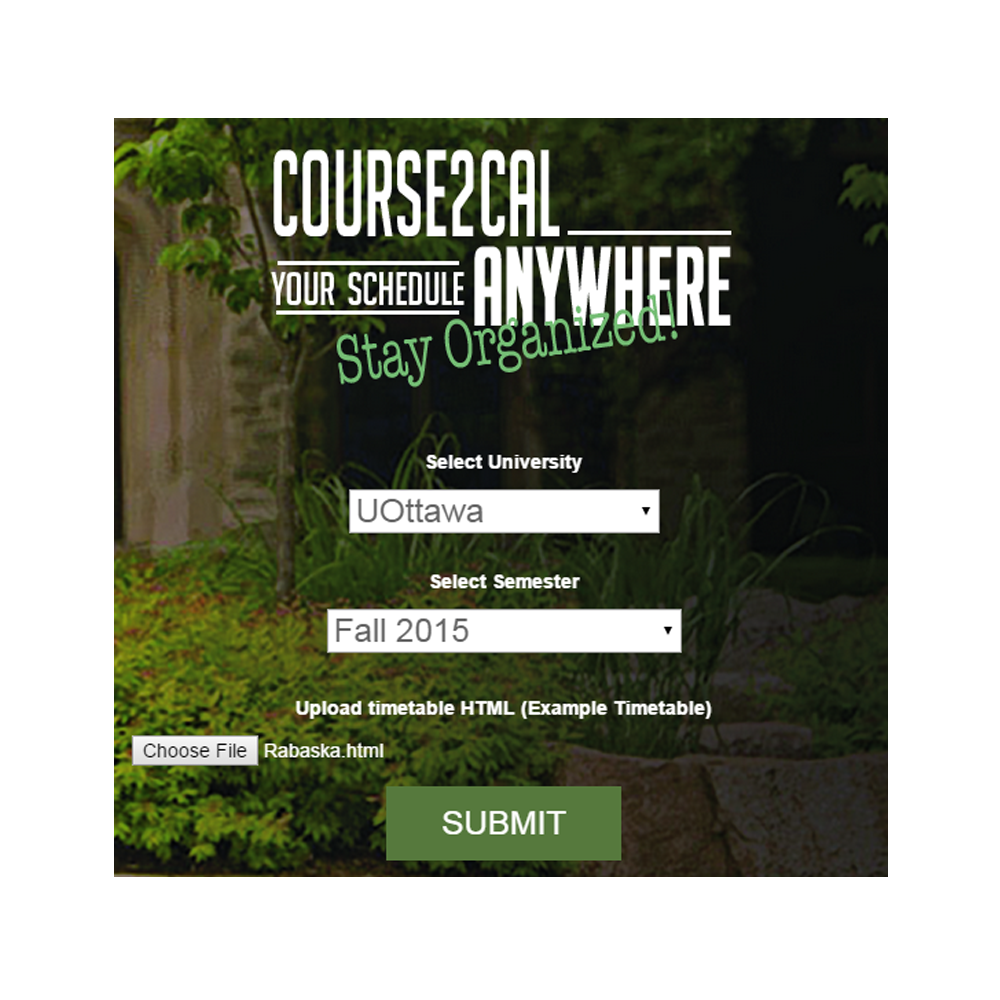 COURSE2CAL
YOUR SCHEDULE ANYWHERE
Stay Organized!
Select University
UOttawa
Select Semester
Fall 2015
Upload timetable HTML (Example Timetable)
Choose File Rabaska.html
SUBMIT